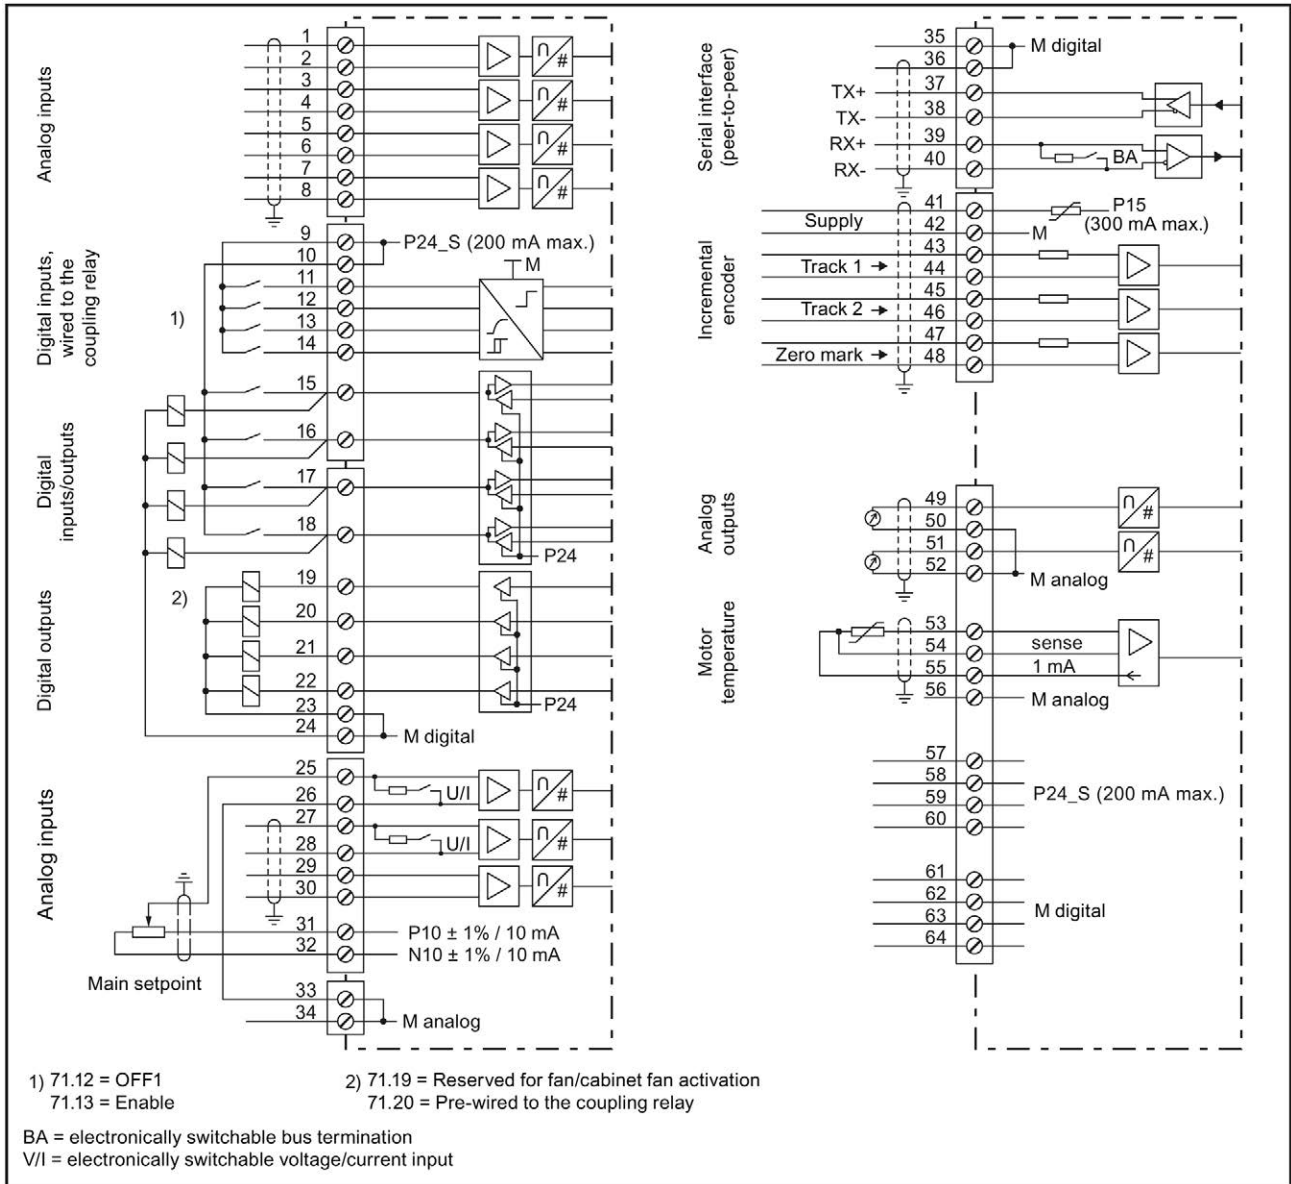 Analog inputs
1
2
3
4
5
6
7
8
∩ #
∩ #
∩ #
∩ #
Digital inputs,
wired to the
coupling relay
1)
9
10
11
12
13
14
P24_S (200 mA max.)
M
Digital
inputs/outputs
15
16
17
18
P24
Digital outputs
2)
19
20
21
22
23
24
P24
M digital
Analog inputs
25
26
27
28
29
30
31
32
33
34
U/I
∩ #
U/I
∩ #
∩ #
P10 ± 1% / 10 mA
N10 ± 1% / 10 mA
Main setpoint
M analog
Serial interface
(peer-to-peer)
35
36
37
38
39
40
M digital
TX+
TX-
RX+
RX-
BA
Incremental
encoder
41
42
43
44
45
46
47
48
Supply
P15
(300 mA max.)
M
Track 1
Track 2
Zero mark
Analog
outputs
49
50
51
52
∩ #
∩ #
M analog
Motor
temperature
53
54
55
56
sense
1 mA
M analog
57
58
59
60
P24_S (200 mA max.)
61
62
63
64
M digital
1) 71.12 = OFF1
71.13 = Enable
2) 71.19 = Reserved for fan/cabinet fan activation
71.20 = Pre-wired to the coupling relay
BA = electronically switchable bus termination
V/I = electronically switchable voltage/current input